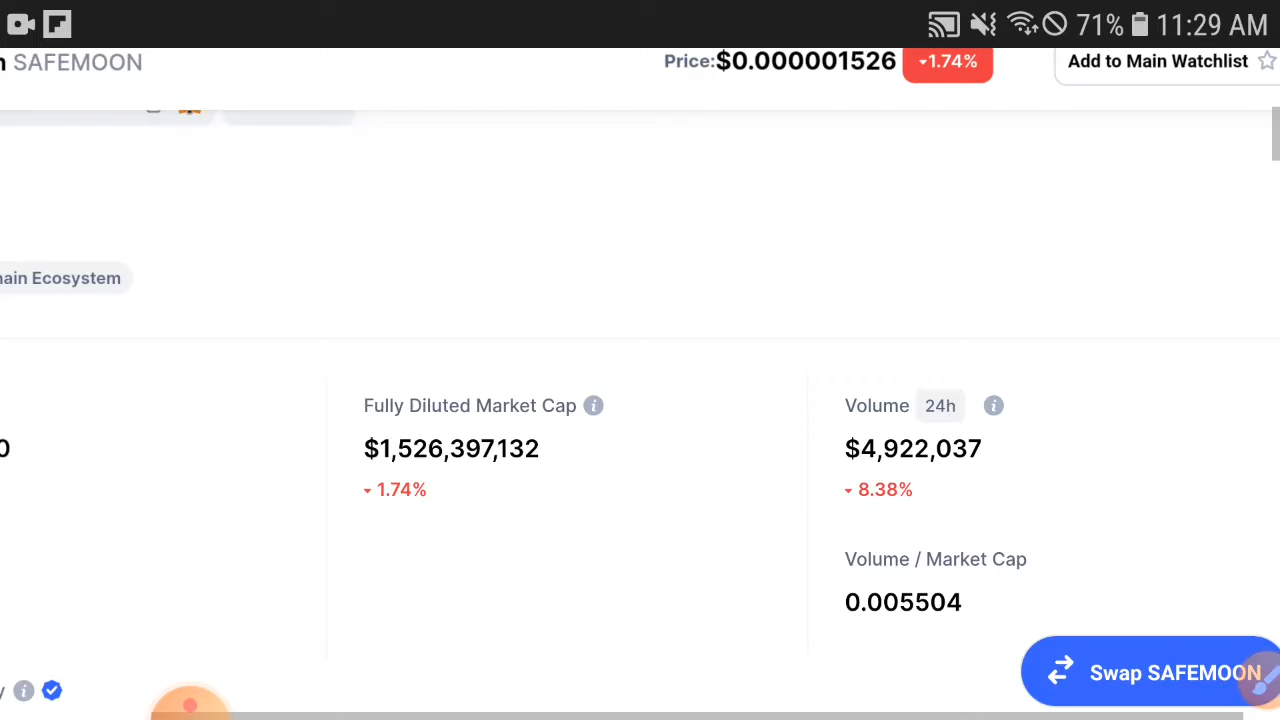 71% 11:29 AM
n SAFEMOON Price:$0.000001526 1.74% Add to Main Watchlist
hain Ecosystem
Fully Diluted Market Cap Volume 24h
0 $1,526,397,132 $4,922,037
1.74% 8.38%
Volume / Market Cap
0.005504
y Swap SAFEMOON